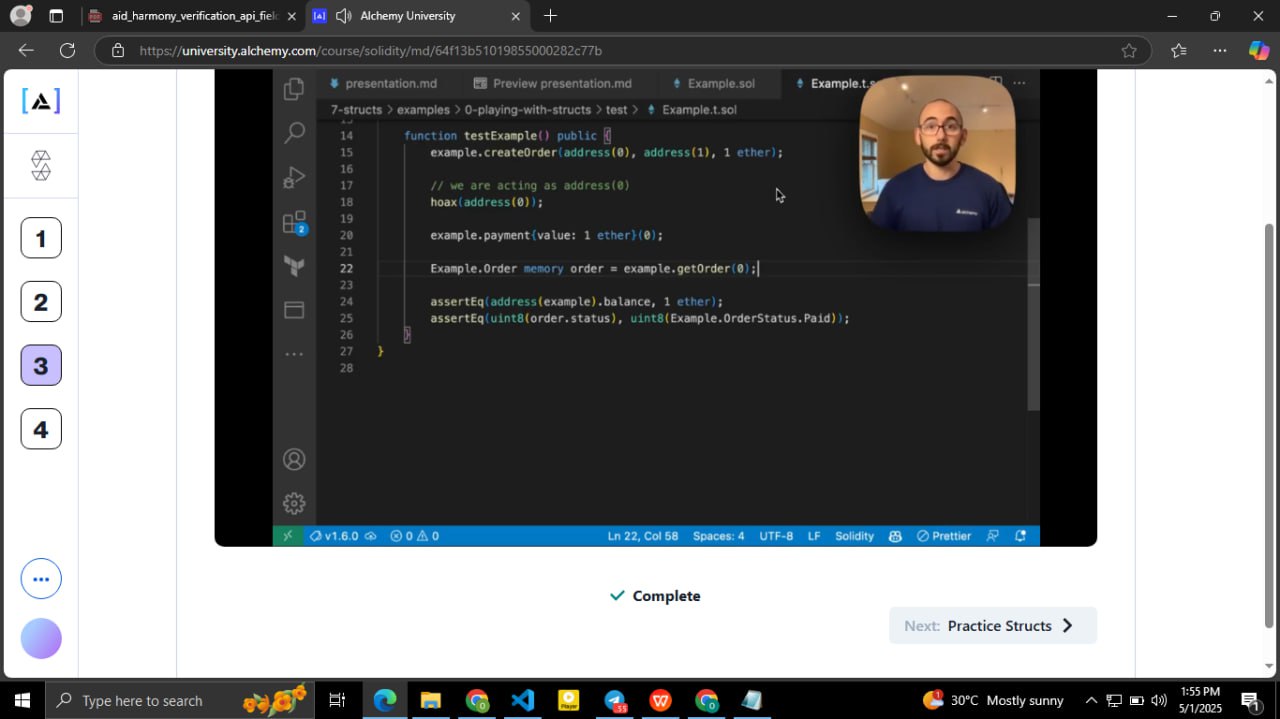 aid_harmony_verification_api_fiel
Alchemy University
https://university.alchemy.com/course/solidity/md/64f13b51019855000282c77b
presentation.md
Preview presentation.md
Example.sol
Example.t.s
7-structs > examples > 0-playing-with-structs > test > Example.t.sol
14 function testExample() public {
15 example.createOrder(address(0), address(1), 1 ether);
16
17 // we are acting as address(0)
18 hoax(address(0));
19
20 example.payment{value: 1 ether}(0);
21
22 Example.Order memory order = example.getOrder(0);
23
24 assertEq(address(example).balance, 1 ether);
25 assertEq(uint8(order.status), uint8(Example.OrderStatus.Paid));
26 }
27 }
28
1
2
3
4
2
v1.6.0 0 0 Ln 22, Col 58 Spaces: 4 UTF-8 LF Solidity Prettier
Complete
Next: Practice Structs
Type here to search
Player
33
1
30°C Mostly sunny
1:55 PM
5/1/2025
1